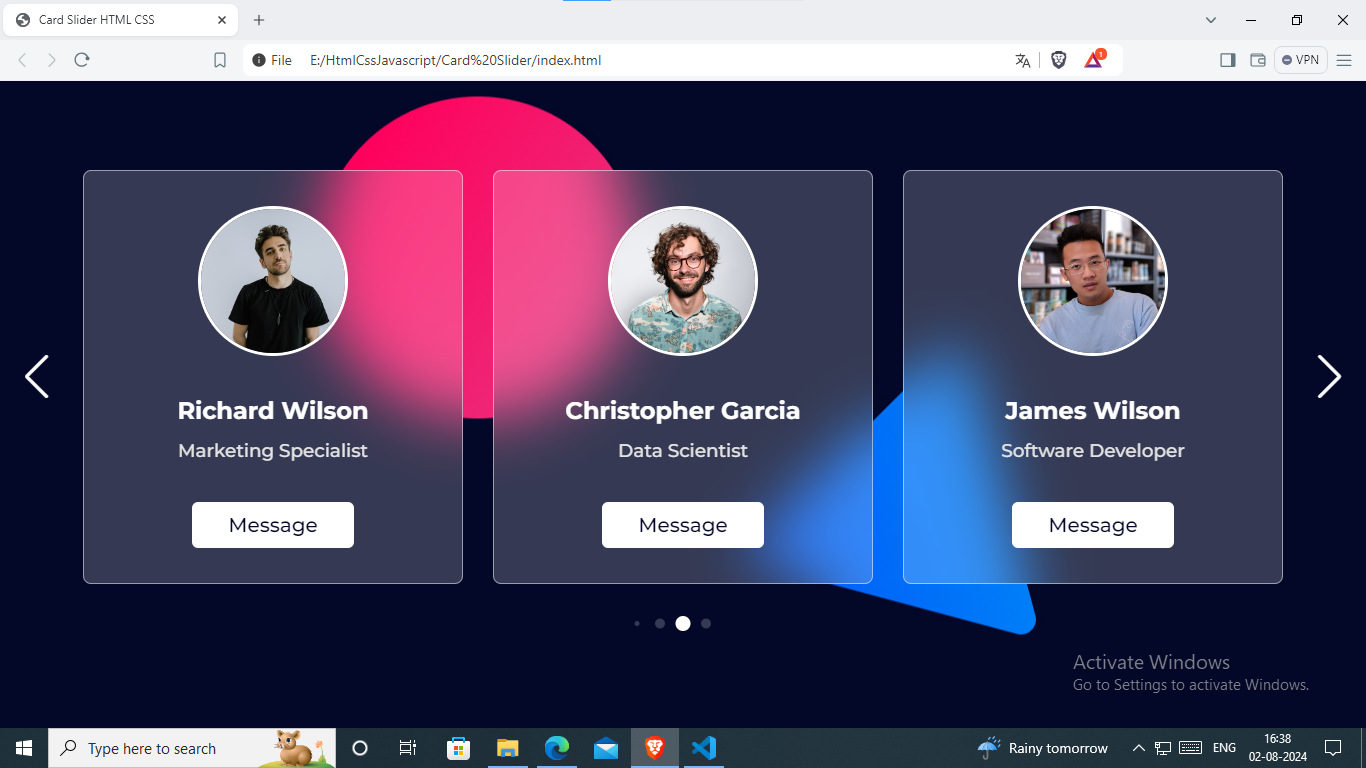 Card Slider HTML CSS
File E:/HtmlCssJavascript/Card%20Slider/index.html
1
VPN
Richard Wilson
Marketing Specialist
Message
Christopher Garcia
Data Scientist
Message
James Wilson
Software Developer
Message
Activate Windows
Go to Settings to activate Windows.
Type here to search
Rainy tomorrow
ENG
16:38
02-08-2024